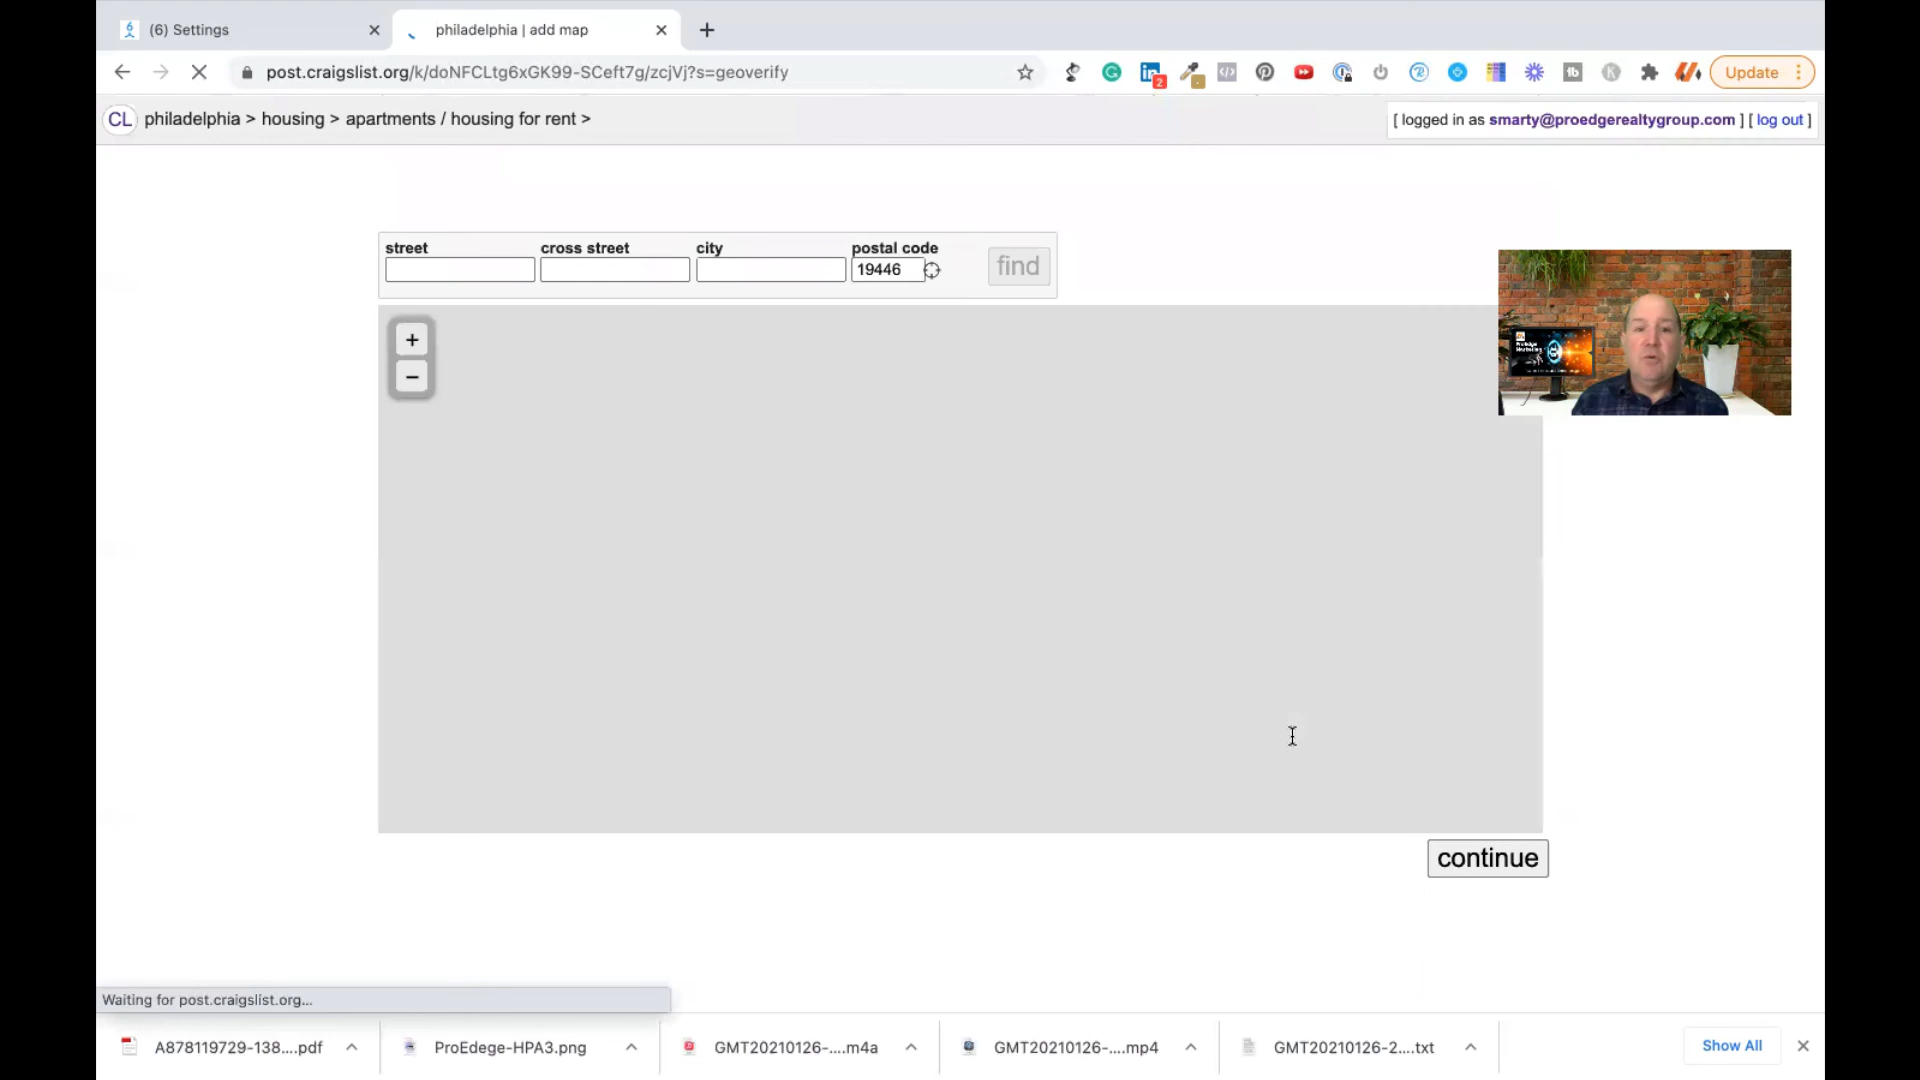 (6) Settings
philadelphia | add map
post.craigslist.org/k/doNFCLtg6xGK99-SCeft7g/zcjVj?s=geoverify
2
tb
K
Update
CL philadelphia > housing > apartments / housing for rent >
[ logged in as smarty@proedgerealtygroup.com ] [ log out ]
street cross street city postal code
19446
find
+
−
continue
Waiting for post.craigslist.org...
A878119729-138....pdf
ProEdege-HPA3.png
GMT20210126-....m4a
GMT20210126-....mp4
GMT20210126-2....txt
Show All